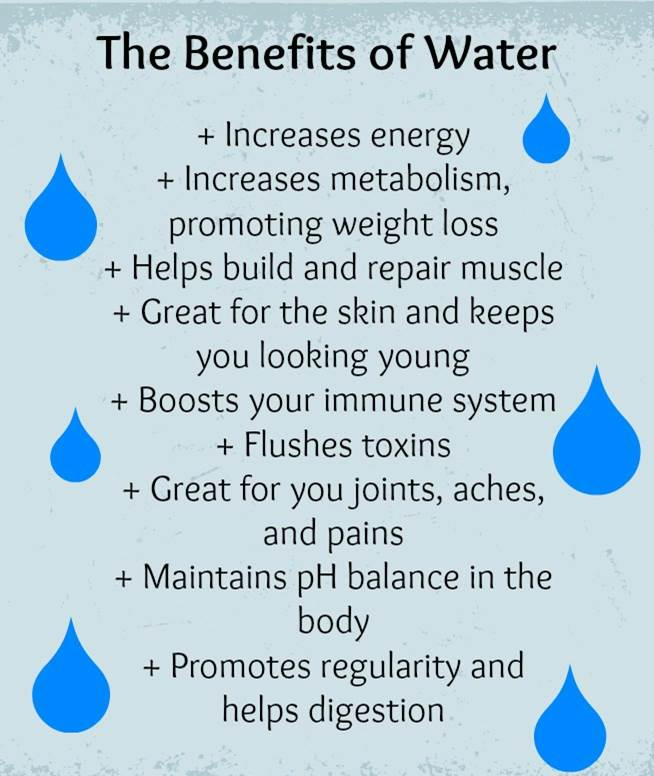 The Benefits of Water
+ Increases energy
+ Increases metabolism,
promoting weight loss
+ Helps build and repair muscle
+ Great for the skin and keeps
you looking young
+ Boosts your immune system
+ Flushes toxins
+ Great for you joints, aches,
and pains
+ Maintains pH balance in the
body
+ Promotes regularity and
helps digestion